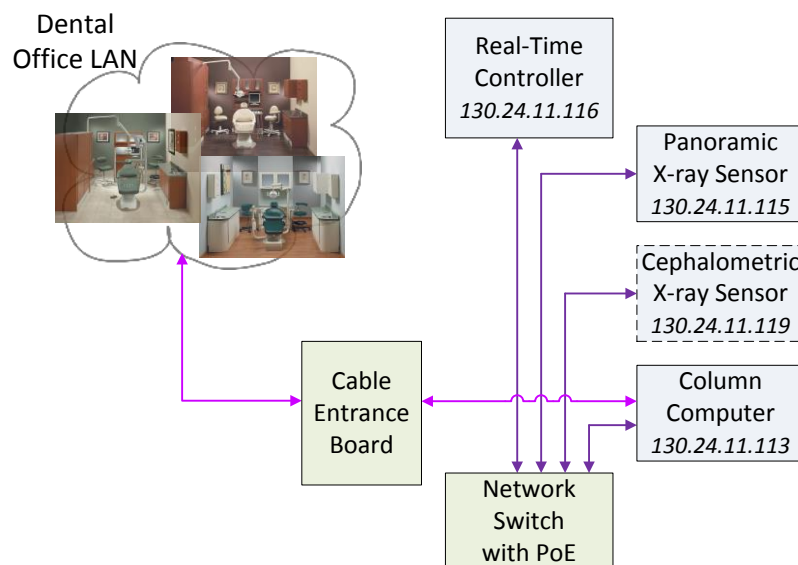 Dental
Office LAN
Real-Time
Controller
130.24.11.116
Panoramic
X-ray Sensor
130.24.11.115
Cephalometric
X-ray Sensor
130.24.11.119
Cable
Entrance
Board
Column
Computer
130.24.11.113
Network
Switch
with PoE